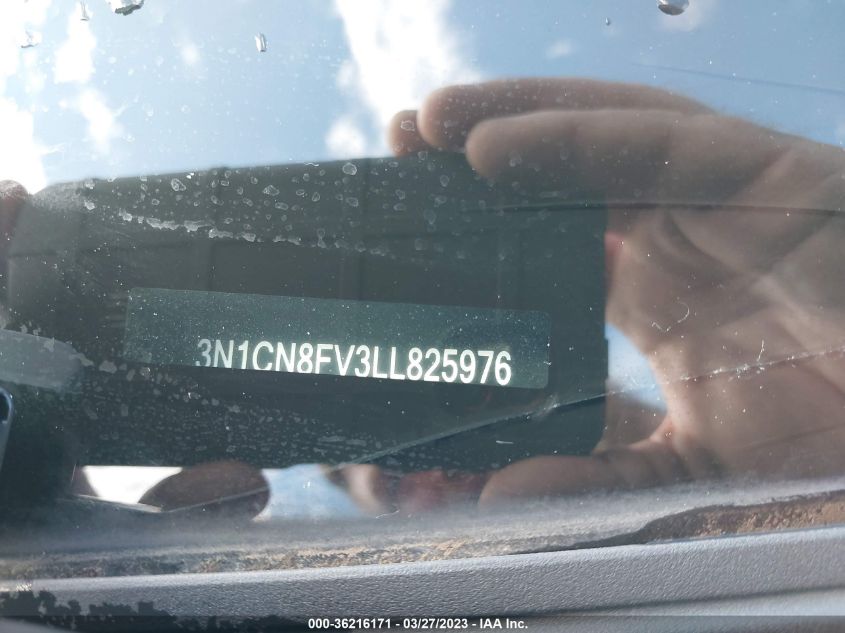 3N1CN8FV3LL825976
000-36216171 — 03/27/2023 — IAA Inc.